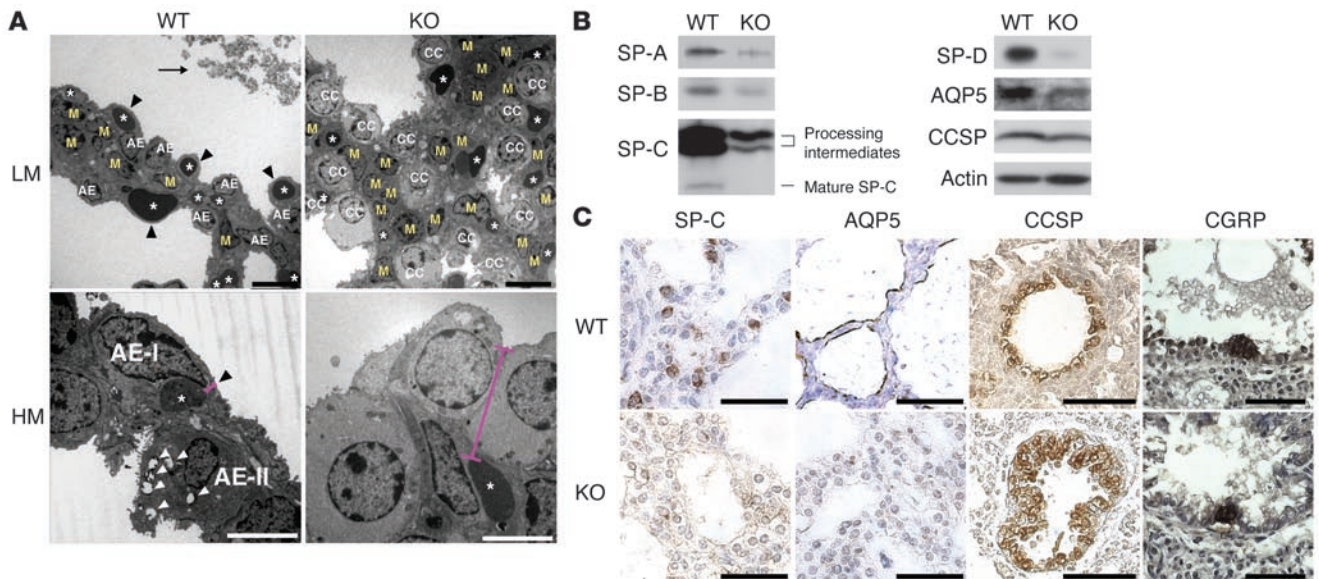 A
WT
KO
LM
M
CC
AE
*
HM
AE-I
AE-II
*
*
B
WT KO
SP-A
SP-B
SP-C
Processing
intermediates
Mature SP-C
WT KO
SP-D
AQP5
CCSP
Actin
C
SP-C
AQP5
CCSP
CGRP
WT
KO